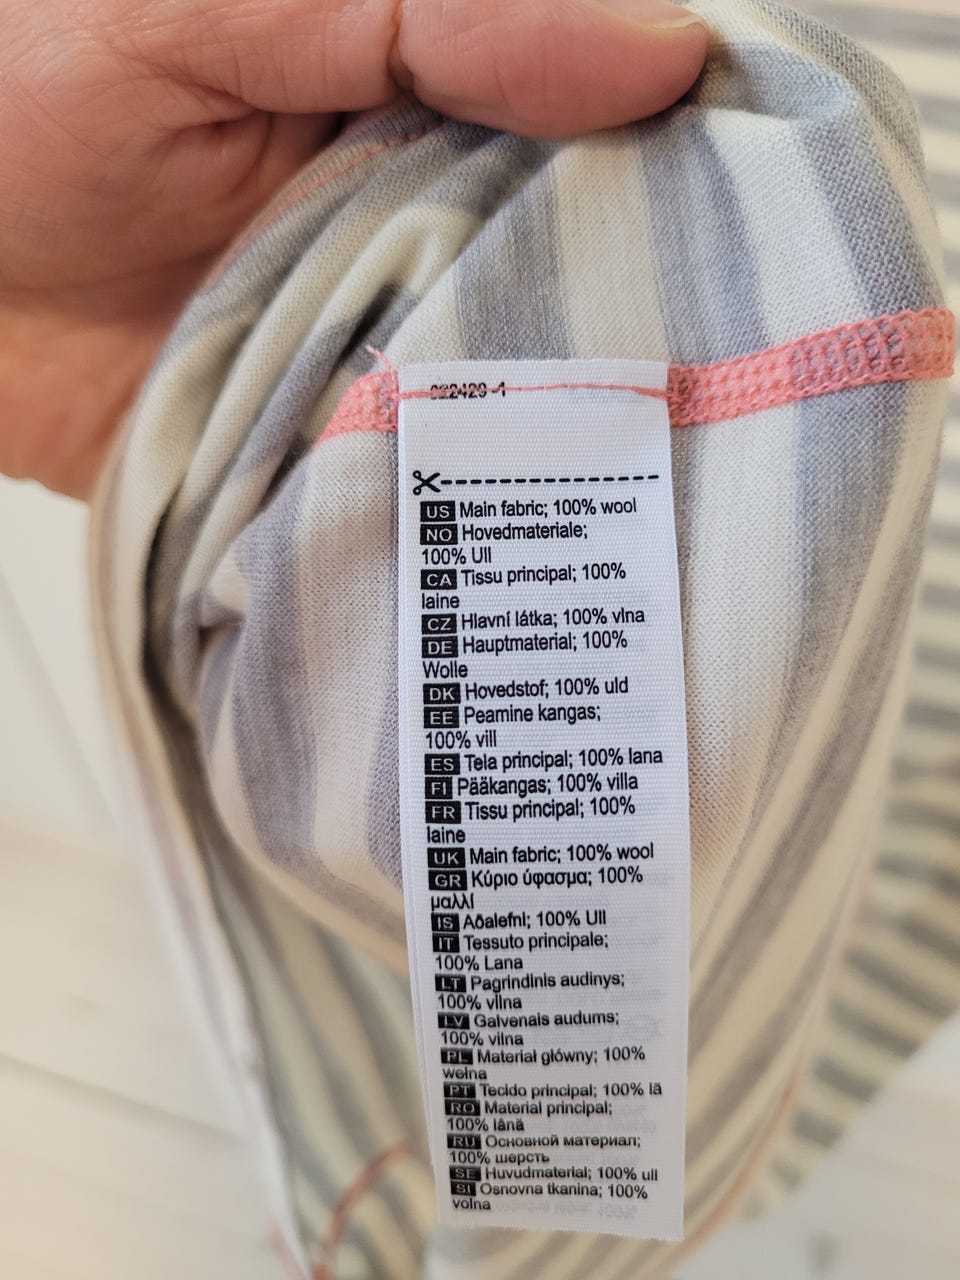 022429-1
US Main fabric; 100% wool
NO Hovedmateriale;
100% Ull
CA Tissu principal; 100%
laine
CZ Hlavní látka; 100% vlna
DE Hauptmaterial; 100%
Wolle
DK Hovedstof; 100% uld
EE Peamine kangas;
100% vill
ES Tela principal; 100% lana
FI Pääkangas; 100% villa
FR Tissu principal; 100%
laine
UK Main fabric; 100% wool
GR Κύριο ύφασμα; 100%
μαλλί
IS Aðalefni; 100% Ull
IT Tessuto principale;
100% Lana
LT Pagrindinis audinys;
100% vilna
LV Galvenais audums;
100% vilna
PL Materiał główny; 100%
wełna
PT Tecido principal; 100% lã
RO Material principal;
100% lână
RU Основной материал;
100% шерсть
SE Huvudmaterial; 100% ull
SI Osnovna tkanina; 100%
volna